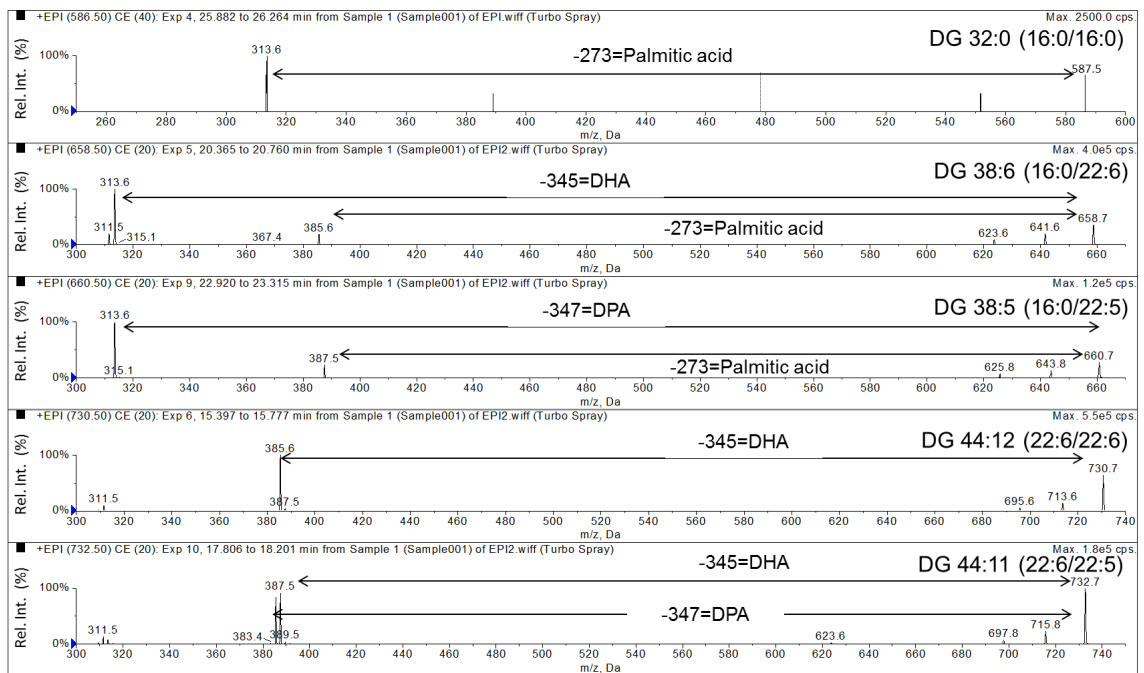 +EPI (586.50) CE (40): Exp 4, 25.882 to 26.264 min from Sample 1 (Sample001) of EPI.wiff (Turbo Spray)
Max. 2500.0 cps.
DG 32:0 (16:0/16:0)
Rel. Int. (%)
100%
0%
313.6
-273=Palmitic acid
587.5
260 280 300 320 340 360 380 400 420 440 460 480 500 520 540 560 580 600
m/z, Da
+EPI (658.50) CE (20): Exp 5, 20.365 to 20.760 min from Sample 1 (Sample001) of EPI2.wiff (Turbo Spray)
Max. 4.0e5 cps.
DG 38:6 (16:0/22:6)
Rel. Int. (%)
100%
0%
313.6
-345=DHA
311.5
315.1
367.4
385.6
-273=Palmitic acid
623.6
641.6
658.7
300 320 340 360 380 400 420 440 460 480 500 520 540 560 580 600 620 640 660
m/z, Da
+EPI (660.50) CE (20): Exp 9, 22.920 to 23.315 min from Sample 1 (Sample001) of EPI2.wiff (Turbo Spray)
Max. 1.2e5 cps.
DG 38:5 (16:0/22:5)
Rel. Int. (%)
100%
0%
313.6
-347=DPA
315.1
387.5
-273=Palmitic acid
625.8
643.8
660.7
300 320 340 360 380 400 420 440 460 480 500 520 540 560 580 600 620 640 660
m/z, Da
+EPI (730.50) CE (20): Exp 6, 15.397 to 15.777 min from Sample 1 (Sample001) of EPI2.wiff (Turbo Spray)
Max. 5.5e5 cps.
DG 44:12 (22:6/22:6)
Rel. Int. (%)
100%
0%
385.6
-345=DHA
311.5
387.5
695.6
713.6
730.7
300 320 340 360 380 400 420 440 460 480 500 520 540 560 580 600 620 640 660 680 700 720 740
m/z, Da
+EPI (732.50) CE (20): Exp 10, 17.806 to 18.201 min from Sample 1 (Sample001) of EPI2.wiff (Turbo Spray)
Max. 1.8e5 cps.
DG 44:11 (22:6/22:5)
Rel. Int. (%)
100%
0%
-345=DHA
387.5
732.7
-347=DPA
311.5
383.4
389.5
623.6
697.8
715.8
300 320 340 360 380 400 420 440 460 480 500 520 540 560 580 600 620 640 660 680 700 720 740
m/z, Da